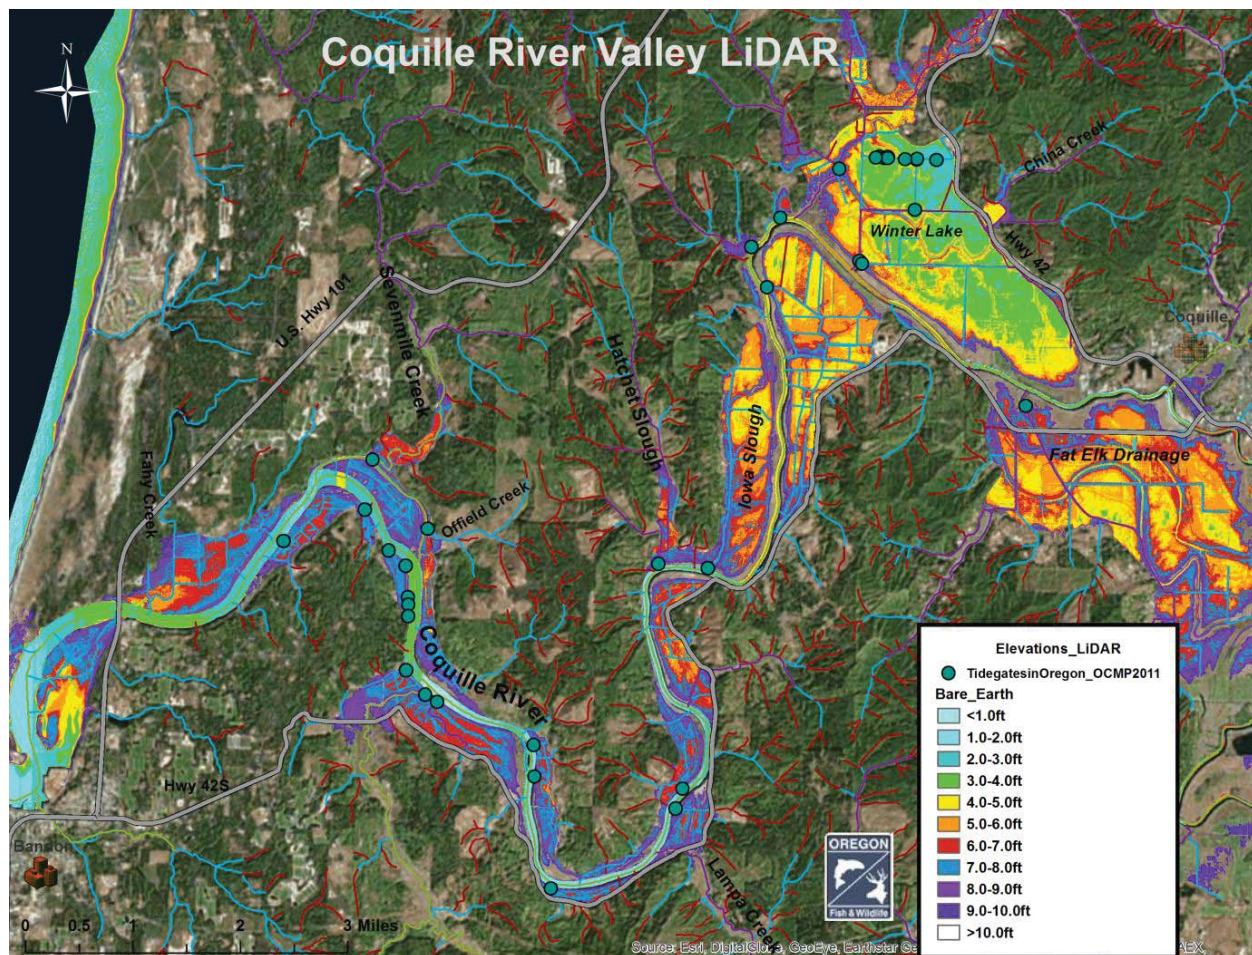 Coquille River Valley LiDAR
N
China Creek
Winter Lake
Hwy 42
Coquille
U.S. Hwy 101
Sevenmile Creek
Hatchet Slough
Iowa Slough
Fat Elk Drainage
Fahy Creek
Offield Creek
Coquille River
Hwy 42S
Bandon
Lampa Creek
OREGON
Fish & Wildlife
0 0.5 1 2 3 Miles
Elevations_LiDAR
TidegatesinOregon_OCMP2011
Bare_Earth
<1.0ft
1.0-2.0ft
2.0-3.0ft
3.0-4.0ft
4.0-5.0ft
5.0-6.0ft
6.0-7.0ft
7.0-8.0ft
8.0-9.0ft
9.0-10.0ft
>10.0ft
Source: Esri, DigitalGlobe, GeoEye, Earthstar Ge
AEX,